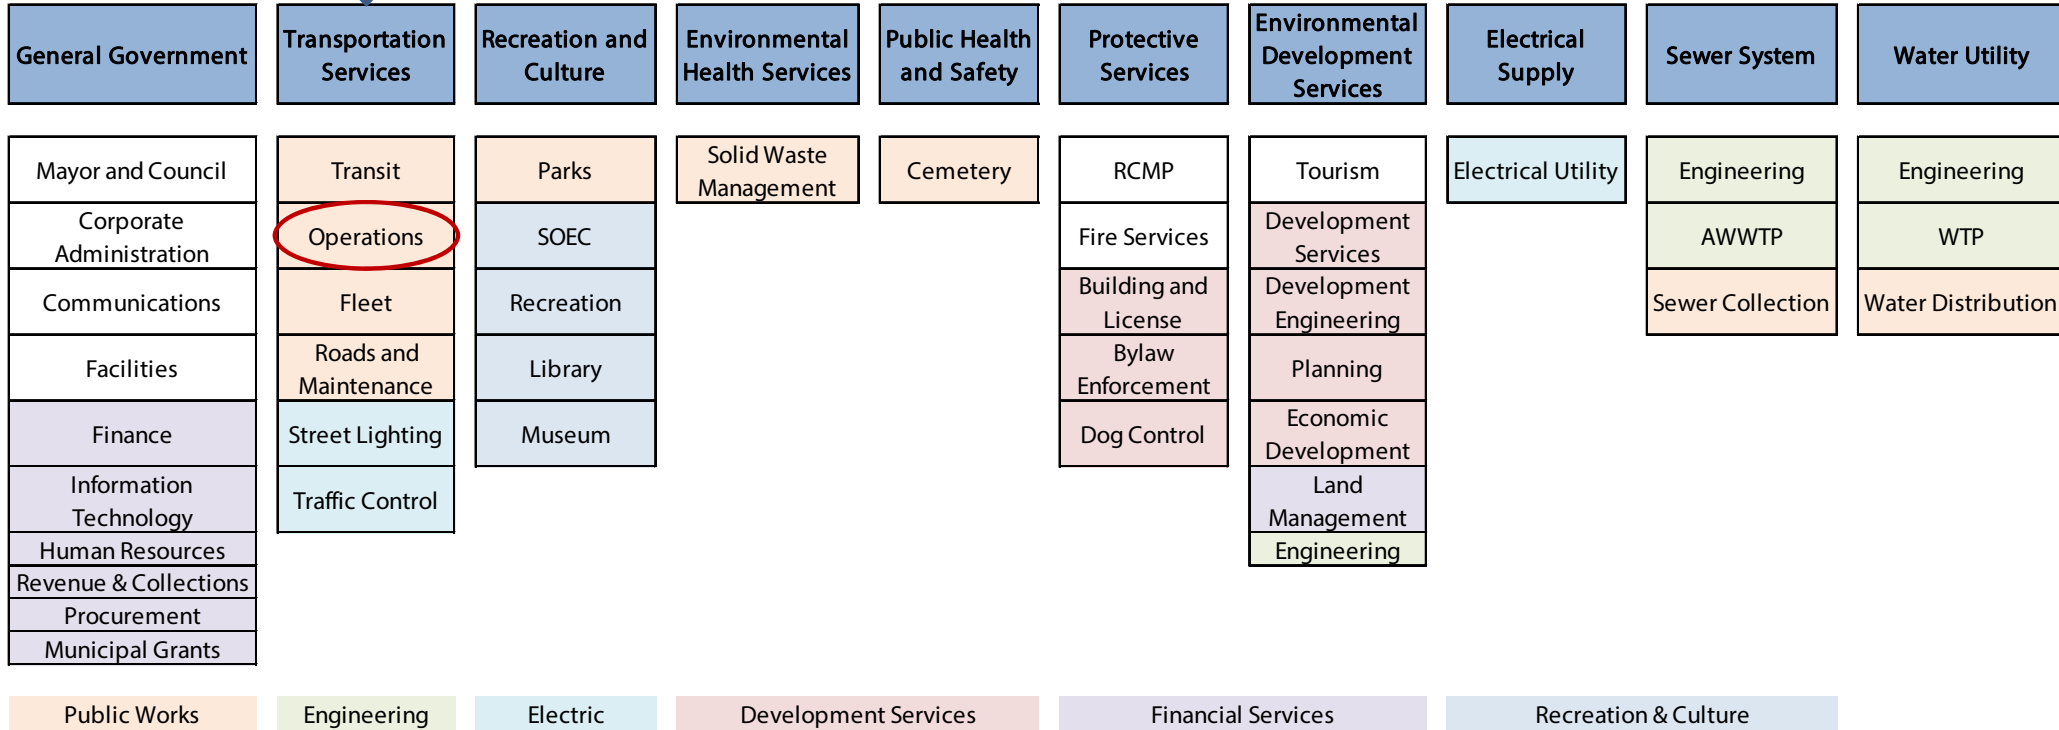 General Government
Transportation
Services
Recreation and
Culture
Environmental
Health Services
Public Health
and Safety
Protective
Services
Environmental
Development
Services
Electrical
Supply
Sewer System
Water Utility
Mayor and Council
Corporate
Administration
Communications
Facilities
Finance
Information
Technology
Human Resources
Revenue & Collections
Procurement
Municipal Grants
Transit
Operations
Fleet
Roads and
Maintenance
Street Lighting
Traffic Control
Parks
SOEC
Recreation
Library
Museum
Solid Waste
Management
Cemetery
RCMP
Fire Services
Building and
License
Bylaw
Enforcement
Dog Control
Tourism
Development
Services
Development
Engineering
Planning
Economic
Development
Land
Management
Engineering
Electrical Utility
Engineering
AWWTP
Sewer Collection
Engineering
WTP
Water Distribution
Public Works
Engineering
Electric
Development Services
Financial Services
Recreation & Culture